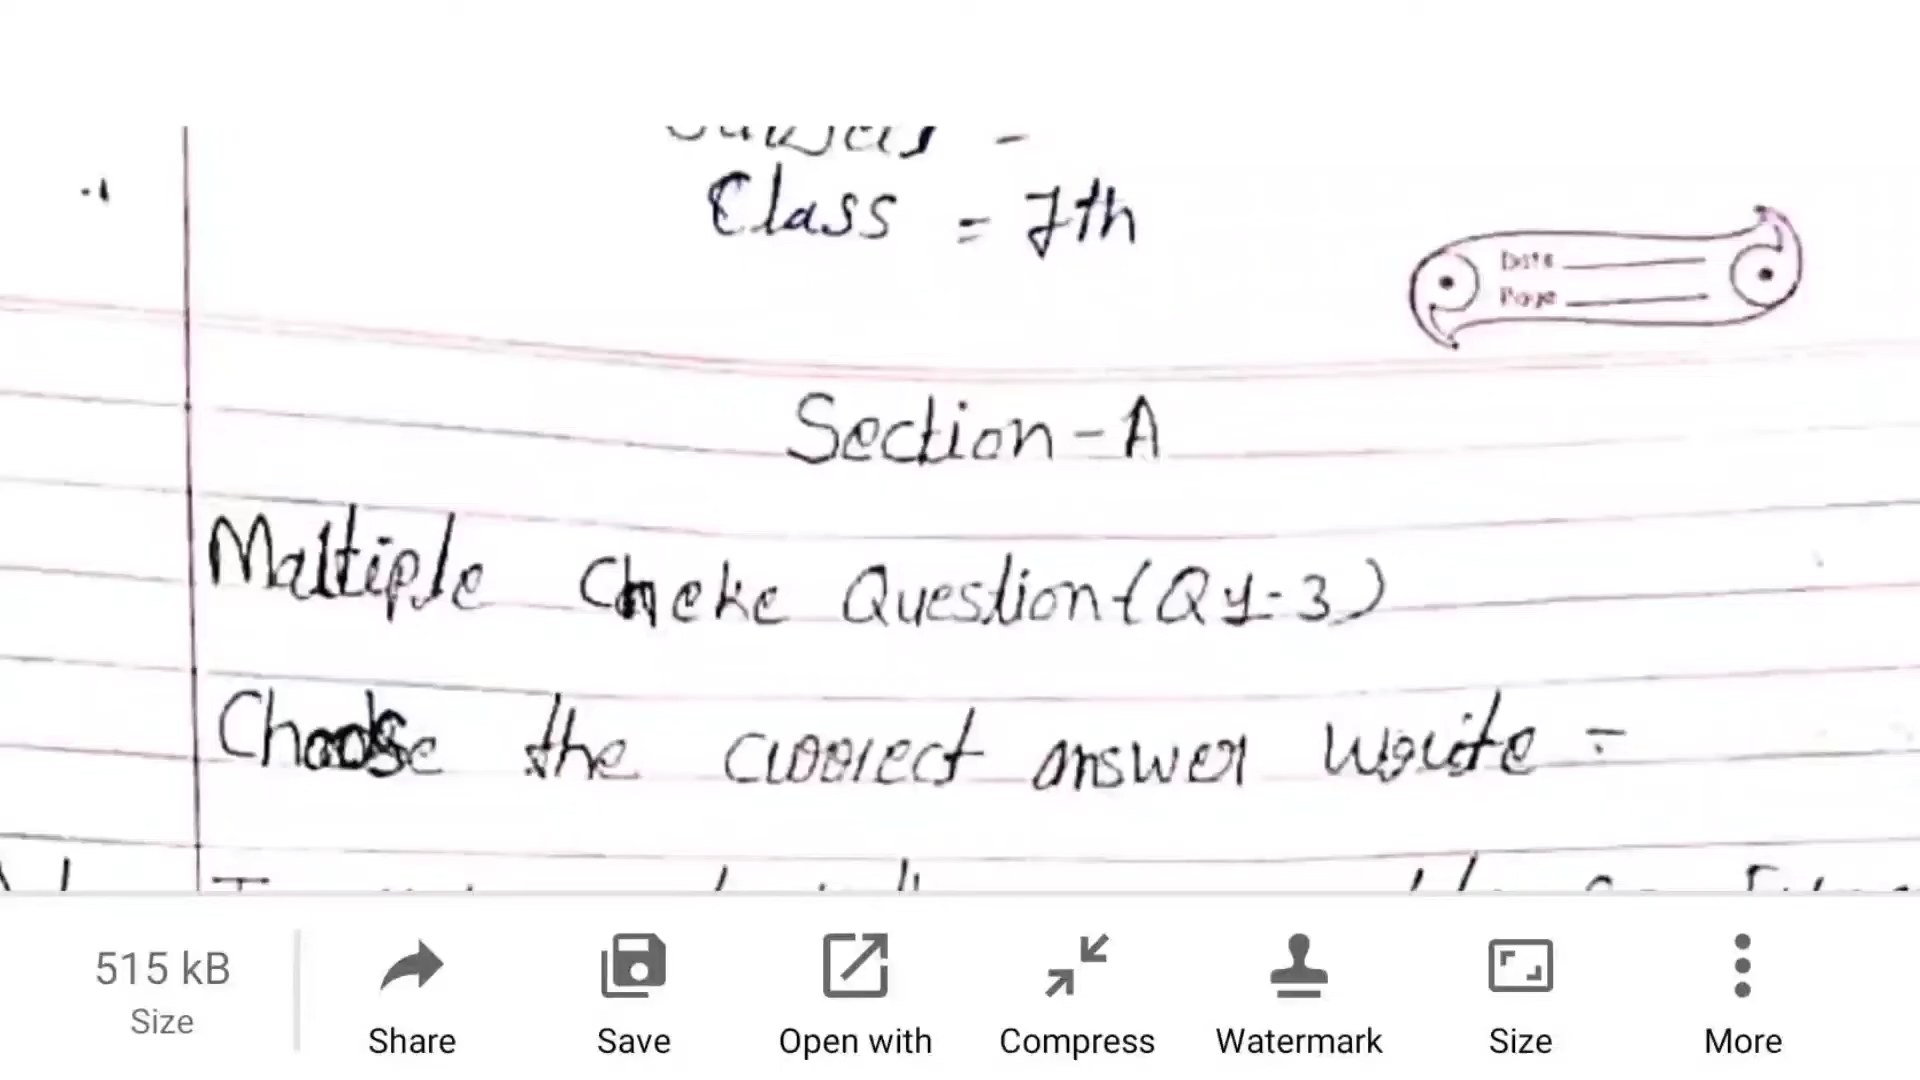 Class = 7th
Date
Page
Section-A
Maltiple Cheke Question (Q1-3)
Choose the correct answer write -
515 kB
Size
Share
Save
Open with
Compress
Watermark
Size
More